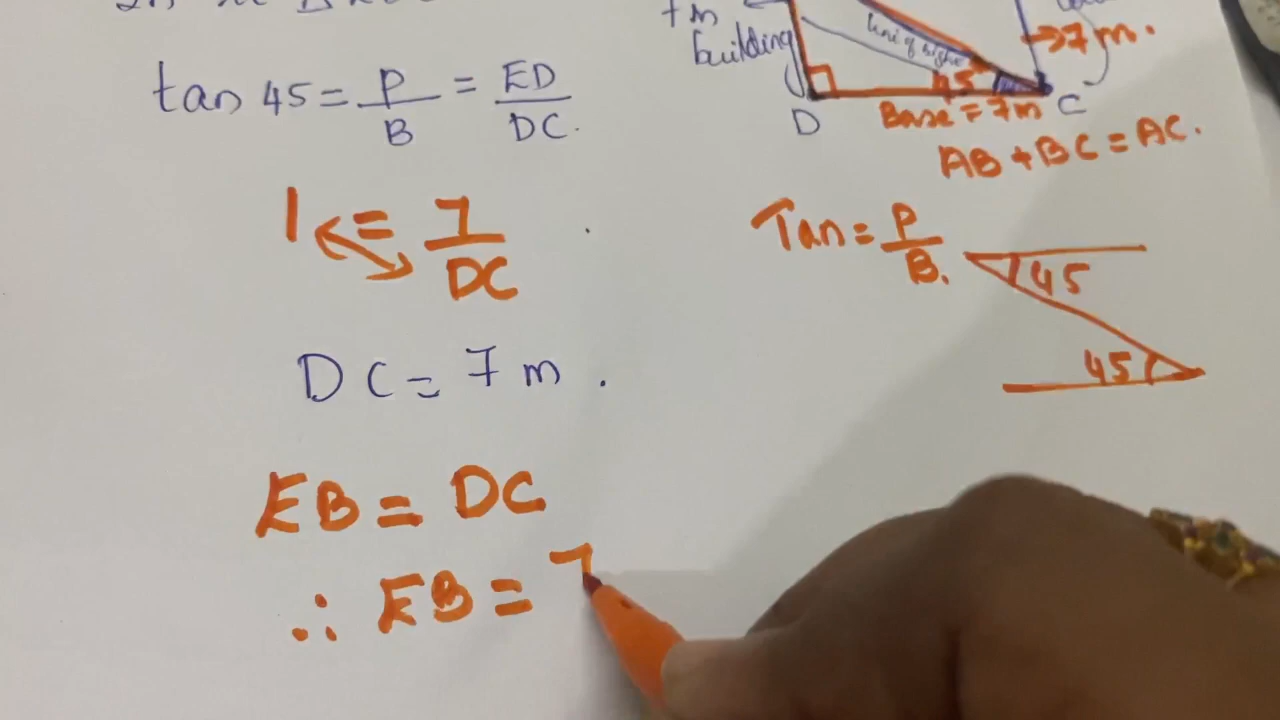 7 m
building
line of sight
→7m.
45
D
Base = 7m
C
AB + BC = AC.
tan 45 = P/B = ED/DC.
1 = 7/DC
Tan = P/B.
45
45
DC = 7 m.
EB = DC
∴ EB = 7